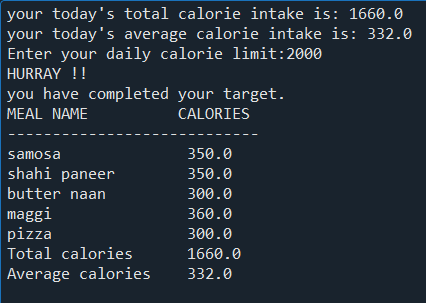 your today's total calorie intake is: 1660.0
your today's average calorie intake is: 332.0
Enter your daily calorie limit:2000
HURRAY !!
you have completed your target.
MEAL NAME          CALORIES
----------------------------
samosa              350.0
shahi paneer        350.0
butter naan         300.0
maggi               360.0
pizza               300.0
Total calories      1660.0
Average calories    332.0